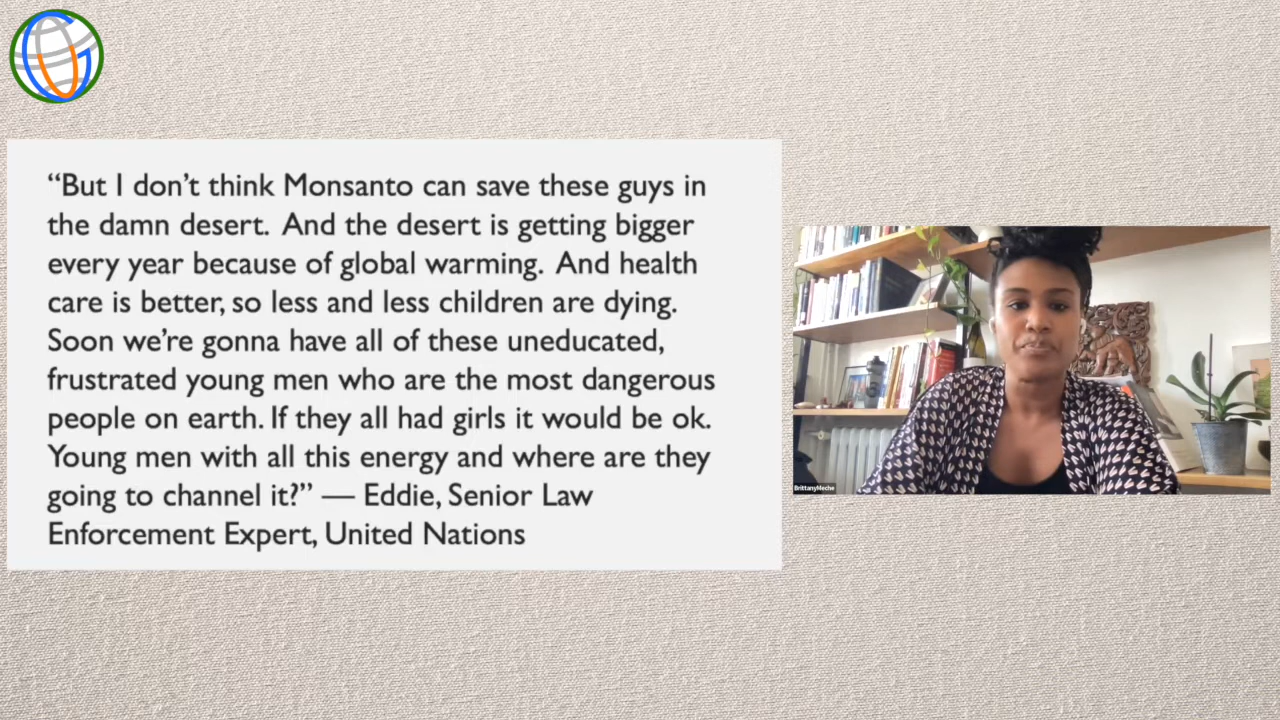 “But I don’t think Monsanto can save these guys in
the damn desert.  And the desert is getting bigger
every year because of global warming.  And health
care is better, so less and less children are dying.
Soon we’re gonna have all of these uneducated,
frustrated young men who are the most dangerous
people on earth. If they all had girls it would be ok.
Young men with all this energy and where are they
going to channel it?” — Eddie, Senior Law
Enforcement Expert, United Nations
BrittanyMeche